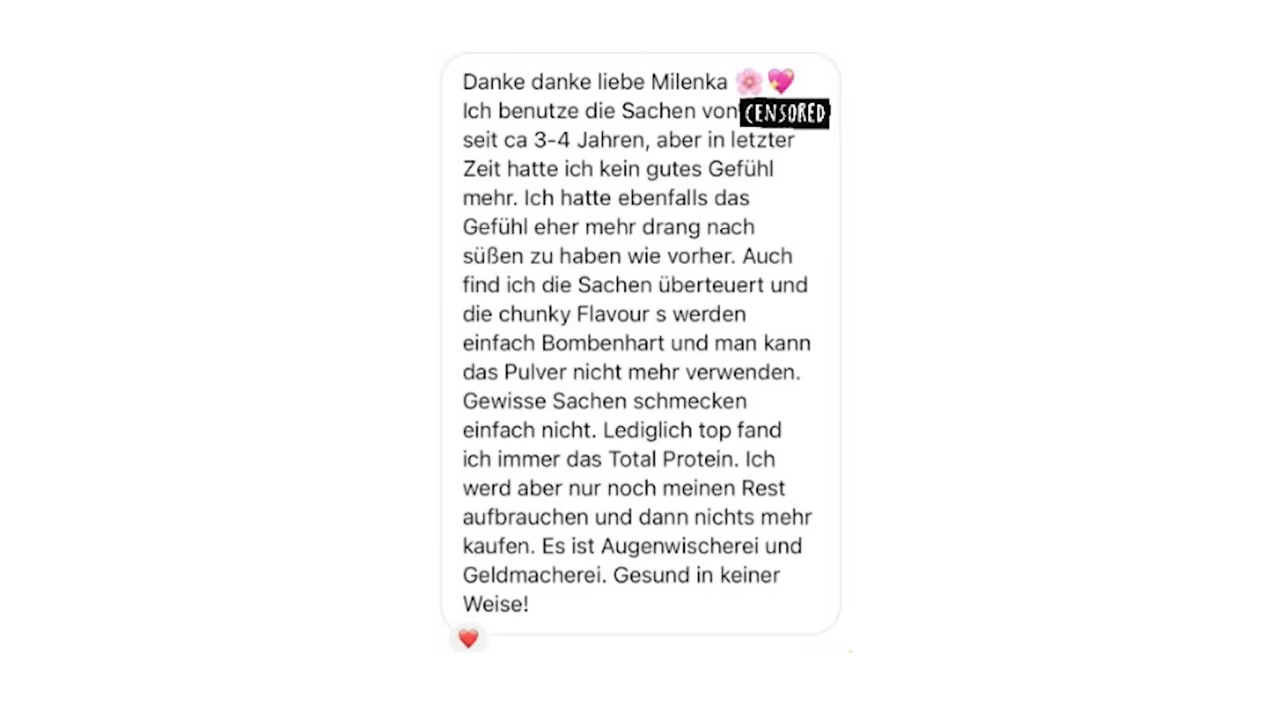 Danke danke liebe Milenka 🌸💖
Ich benutze die Sachen von CENSORED
seit ca 3-4 Jahren, aber in letzter
Zeit hatte ich kein gutes Gefühl
mehr. Ich hatte ebenfalls das
Gefühl eher mehr drang nach
süßen zu haben wie vorher. Auch
find ich die Sachen überteuert und
die chunky Flavour s werden
einfach Bombenhart und man kann
das Pulver nicht mehr verwenden.
Gewisse Sachen schmecken
einfach nicht. Lediglich top fand
ich immer das Total Protein. Ich
werd aber nur noch meinen Rest
aufbrauchen und dann nichts mehr
kaufen. Es ist Augenwischerei und
Geldmacherei. Gesund in keiner
Weise!